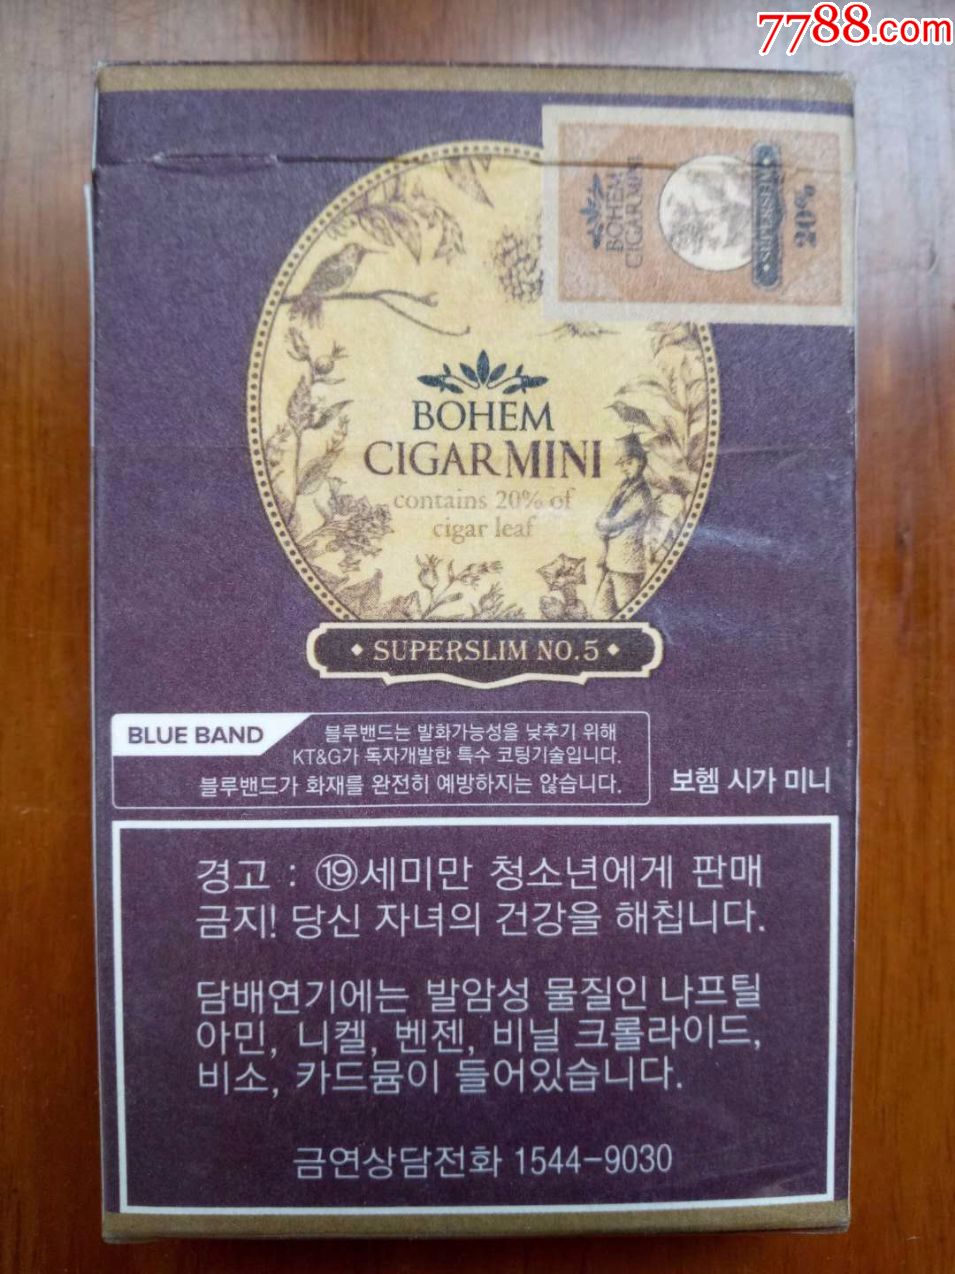 7788.com
BOHEM
CIGARMINI
SUPERSLIM
20%
BOHEM
CIGAR MINI
contains 20% of
cigar leaf
SUPERSLIM NO.5
BLUE BAND
블루밴드는 발화가능성을 낮추기 위해
KT&G가 독자개발한 특수 코팅기술입니다.
블루밴드가 화재를 완전히 예방하지는 않습니다.
보헴 시가 미니
경고 : ⑲세미만 청소년에게 판매
금지! 당신 자녀의 건강을 해칩니다.
담배연기에는 발암성 물질인 나프틸
아민, 니켈, 벤젠, 비닐 크롤라이드,
비소, 카드뮴이 들어있습니다.
금연상담전화 1544-9030